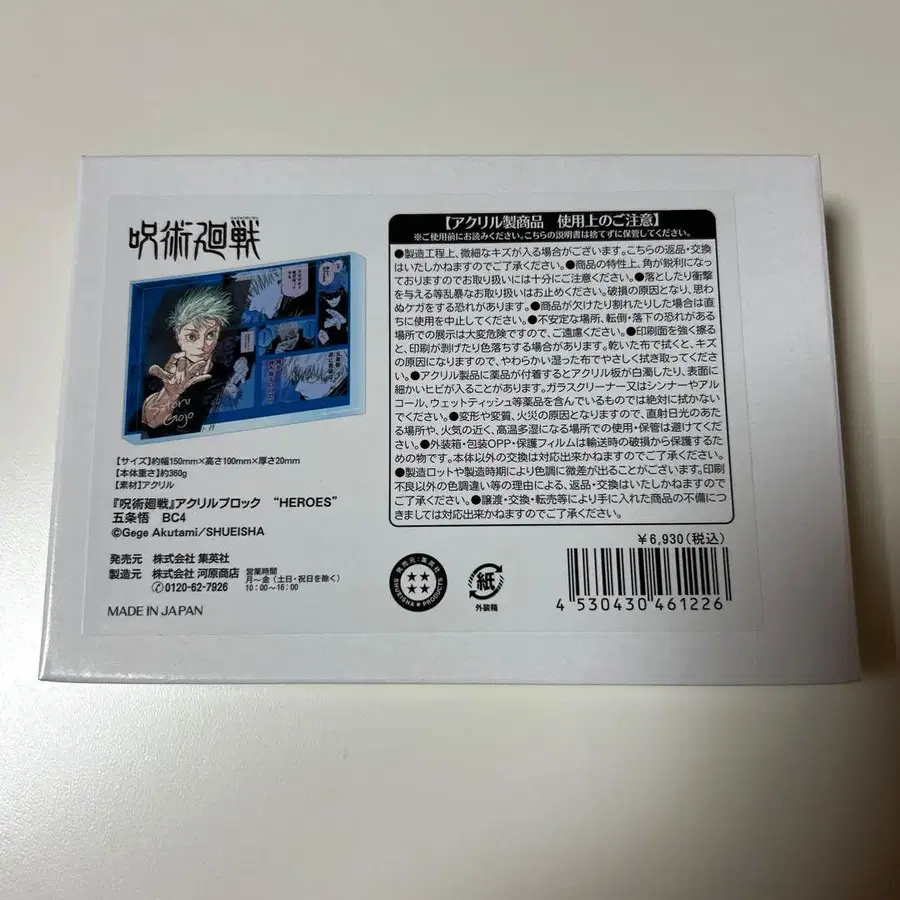 呪術廻戦
Satoru
Gojo
【サイズ】約幅150mm×高さ100mm×厚さ20mm
【本体重さ】約360g
【素材】アクリル
『呪術廻戦』アクリルブロック “HEROES”
五条悟 BC4
©Gege Akutami/SHUEISHA
発売元 株式会社 集英社
製造元 株式会社 河原商店
営業時間
月〜金(土日・祝日を除く)
10:00〜16:00
✆0120-62-7926
MADE IN JAPAN
【アクリル製商品 使用上のご注意】
※ご使用前にお読みください。こちらの説明書は捨てずに保管してください。
●製造工程上、微細なキズが入る場合がございます。こちらの返品・交換
はいたしかねますのでご了承ください。●商品の特性上、角が鋭利になっ
ておりますのでお取り扱いには十分にご注意ください。●落としたり衝撃
を与える等乱暴なお取り扱いはお止めください。破損の原因となり、思わ
ぬケガをする恐れがあります。●商品が欠けたり割れたりした場合は直
ちに使用を中止してください。●不安定な場所、転倒・落下の恐れがある
場所での展示は大変危険ですので、ご遠慮ください。●印刷面を強く擦る
と、印刷が剥げたり色落ちする場合があります。乾いた布で拭くと、キズ
の原因になりますので、やわらかい湿った布でやさしく拭き取ってください。
●アクリル製品に薬品が付着するとアクリル板が白濁したり、表面に
細かいヒビが入ることがあります。ガラスクリーナー又はシンナーやアル
コール、ウェットティッシュ等薬品を含んでいるものでは絶対に拭かない
でください。●変形や変質、火災の原因となりますので、直射日光のあた
る場所や、火気の近く、高温多湿になる場所での使用・保管は避けてくだ
さい。●外装箱・包装OPP・保護フィルムは輸送時の破損から保護するた
めの物です。本体以外の交換は対応出来かねますのでご了承ください。
●製造ロットや製造時期により色調に微差が出ることがございます。印刷
不良以外の色調違い等の理由による、返品・交換はいたしかねますので
ご了承ください。●譲渡・交換・転売等により手に入れた商品の不備につ
きましては対応出来かねますのでご了承ください。
¥6,930(税込)
発売元:集英社
SHUEISHA★PRODUCTS
紙
外装箱
4 530430 461226